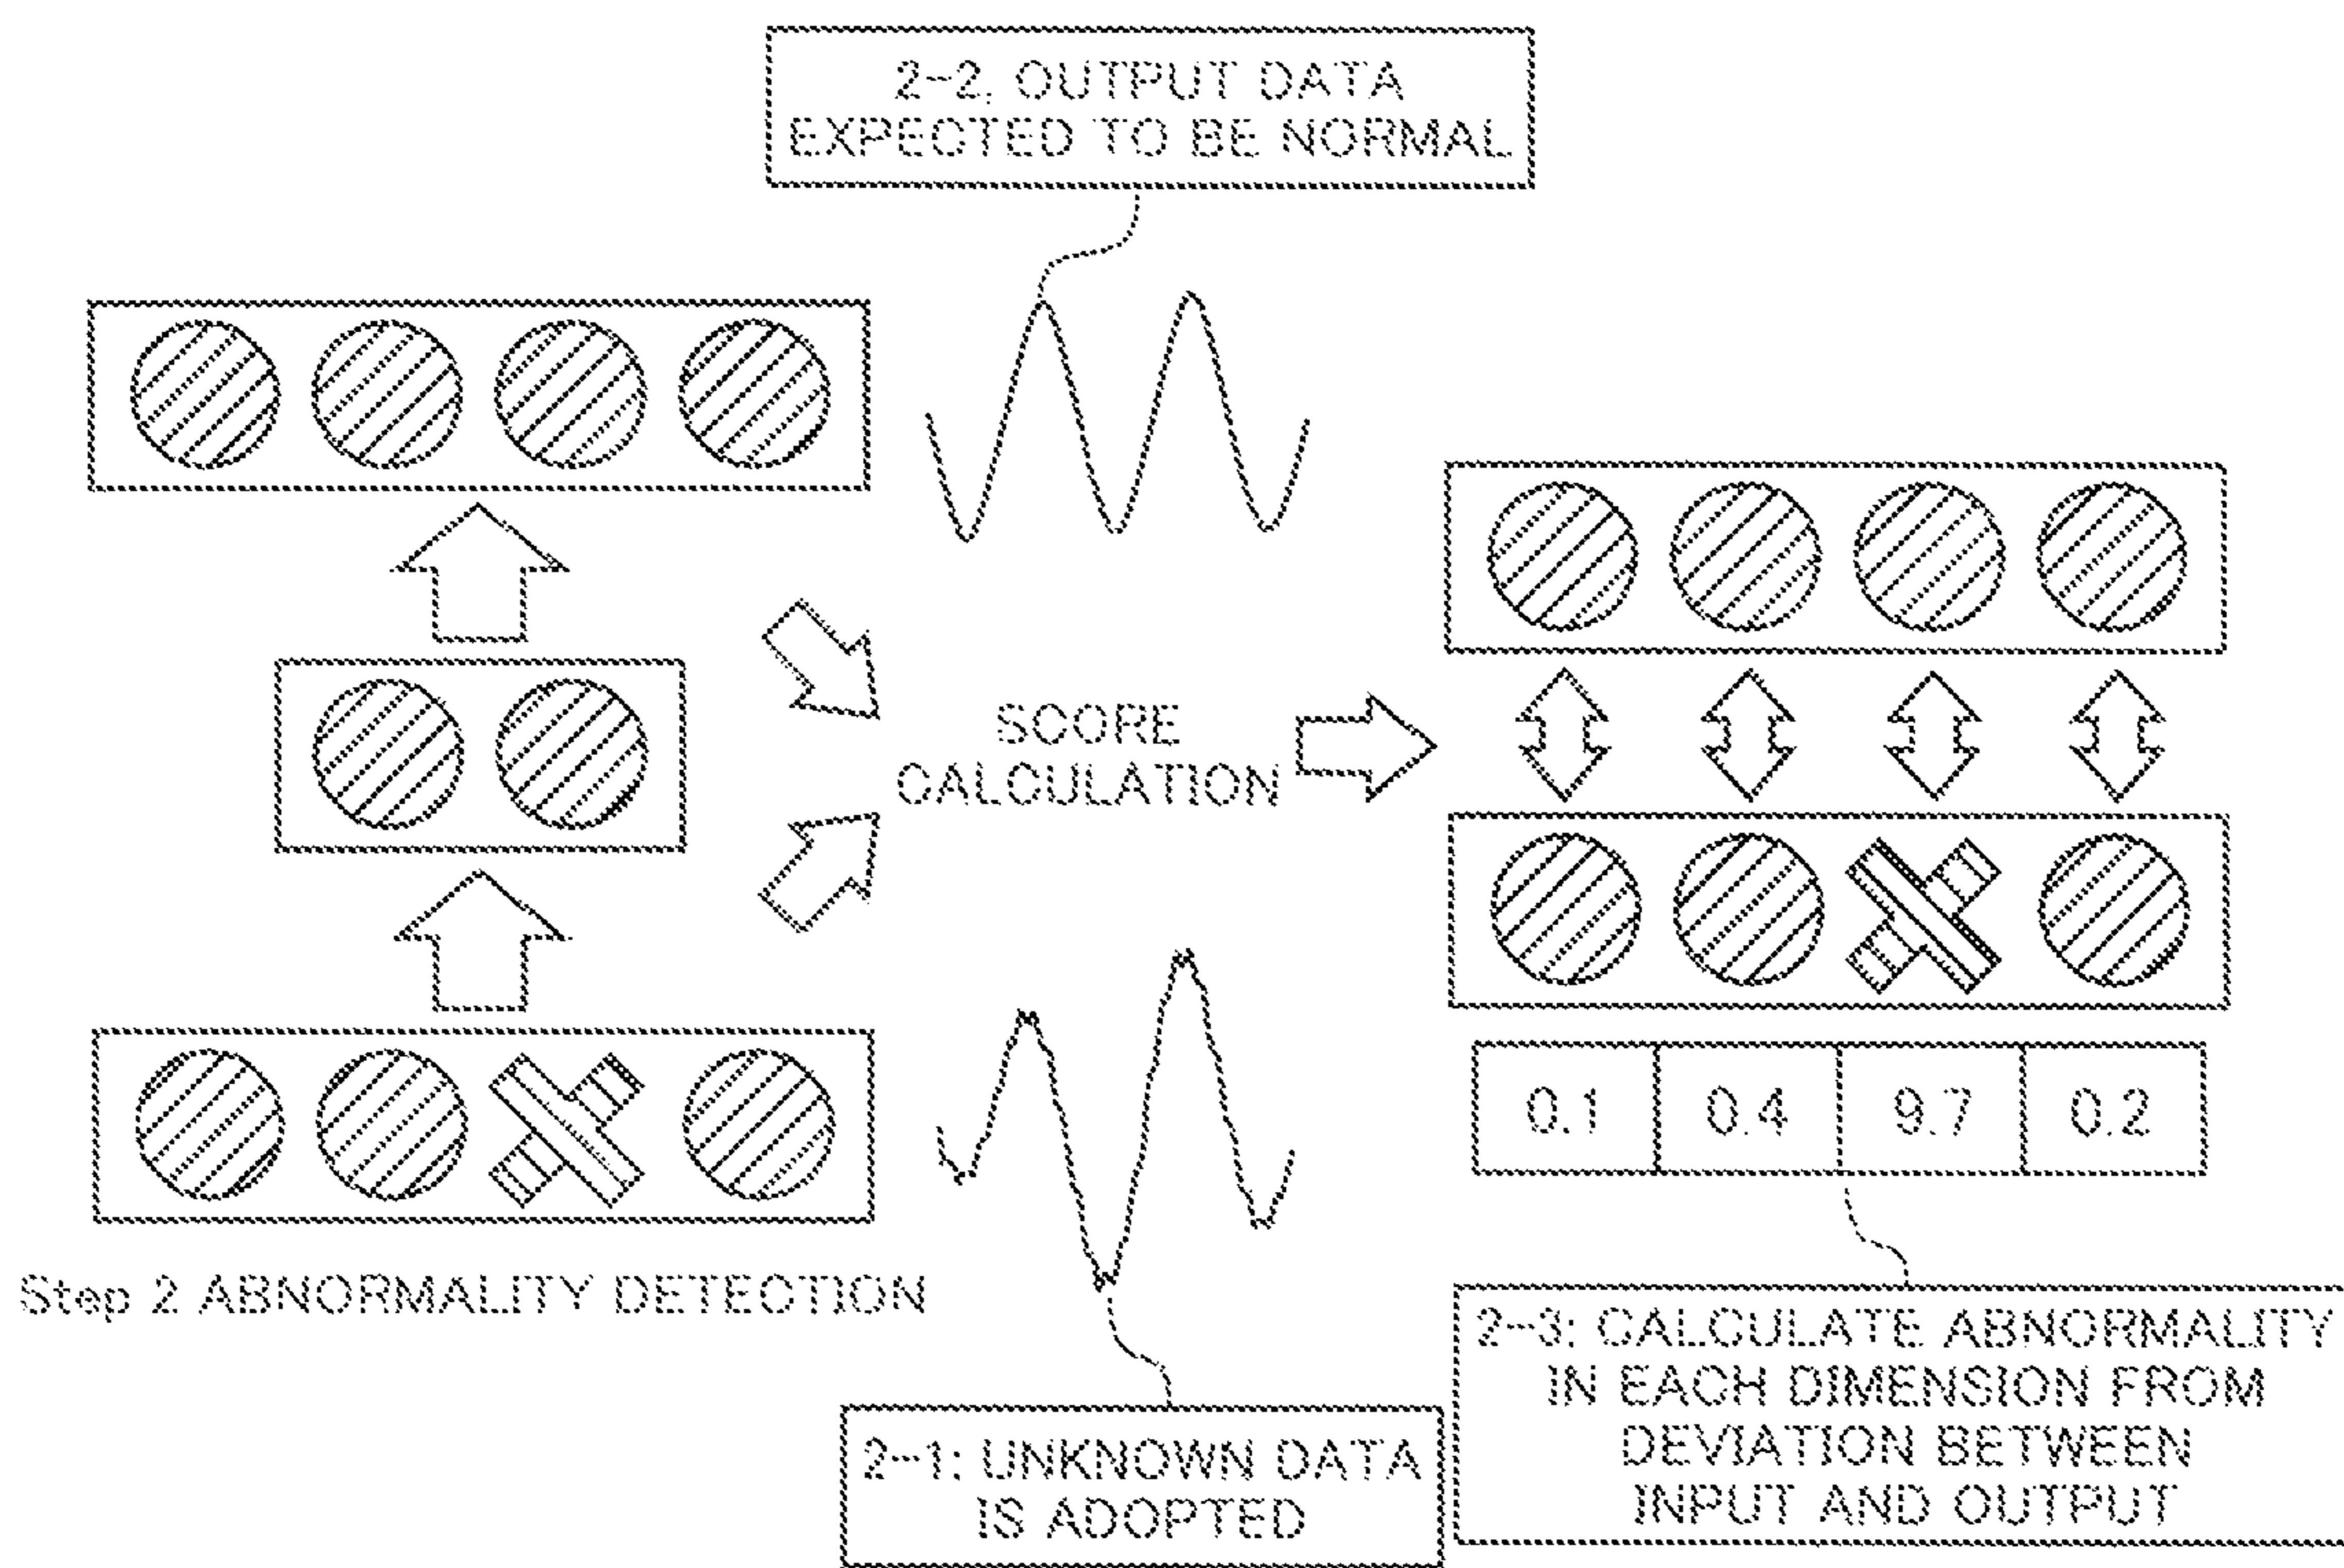 2-2; OUTPUT DATA
EXPECTED TO BE NORMAL
SCORE
CALCULATION
0.1 0.4 9.7 0.2
Step 2 ABNORMALITY DETECTION
2-1; UNKNOWN DATA
IS ADOPTED
2-3; CALCULATE ABNORMALITY
IN EACH DIMENSION FROM
DEVIATION BETWEEN
INPUT AND OUTPUT